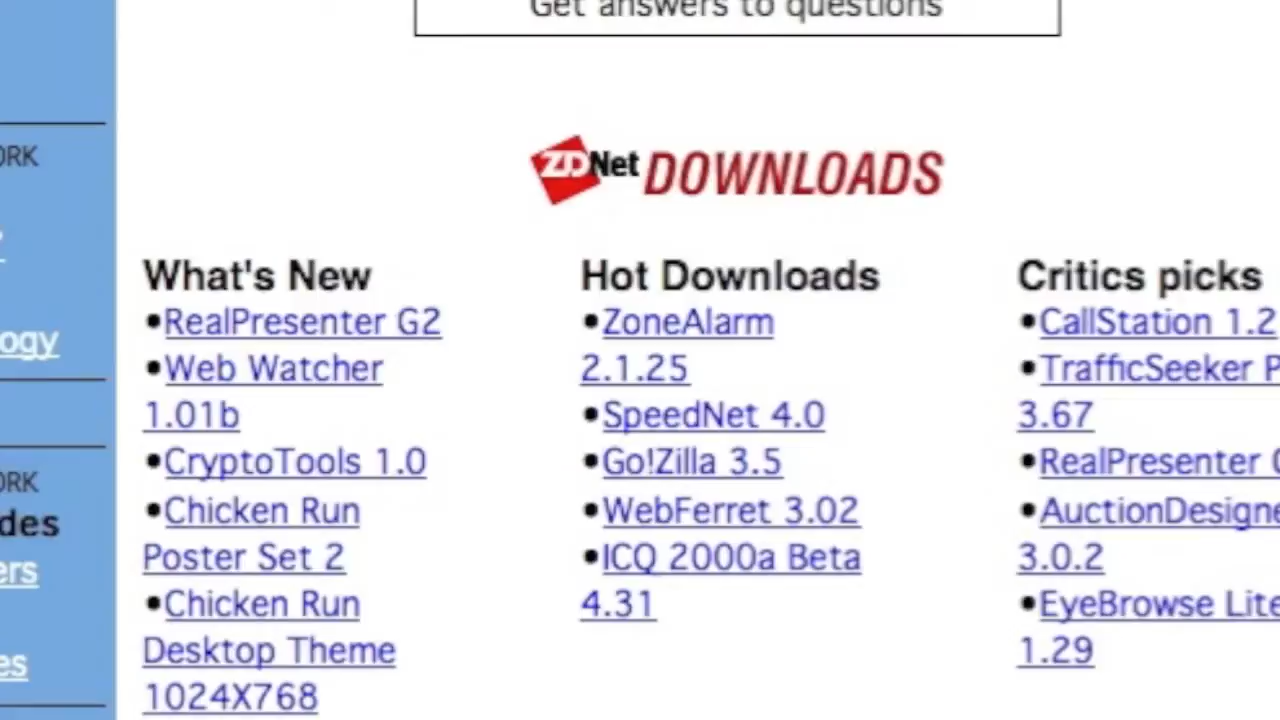 Get answers to questions
ORK
ogy
ORK
des
ers
es
ZDNet DOWNLOADS
What's New
•RealPresenter G2
•Web Watcher
1.01b
•CryptoTools 1.0
•Chicken Run
Poster Set 2
•Chicken Run
Desktop Theme
1024X768
Hot Downloads
•ZoneAlarm
2.1.25
•SpeedNet 4.0
•Go!Zilla 3.5
•WebFerret 3.02
•ICQ 2000a Beta
4.31
Critics picks
•CallStation 1.2
•TrafficSeeker P
3.67
•RealPresenter
•AuctionDesigne
3.0.2
•EyeBrowse Lite
1.29